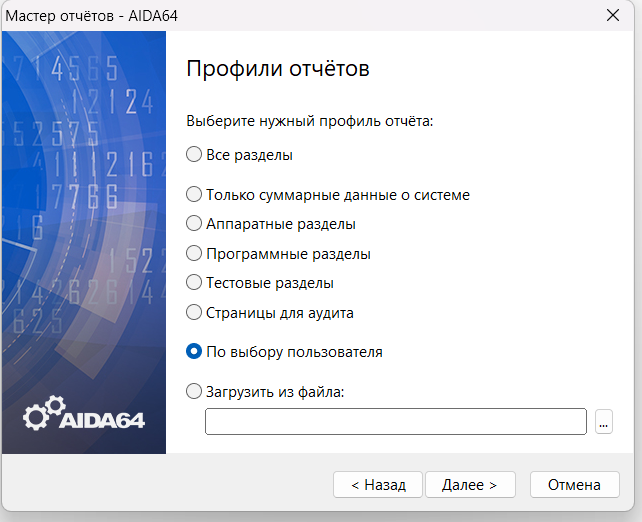 Мастер отчётов - AIDA64
Профили отчётов
Выберите нужный профиль отчёта:
Все разделы
Только суммарные данные о системе
Аппаратные разделы
Программные разделы
Тестовые разделы
Страницы для аудита
По выбору пользователя
Загрузить из файла:
...
AIDA64
< Назад
Далее >
Отмена